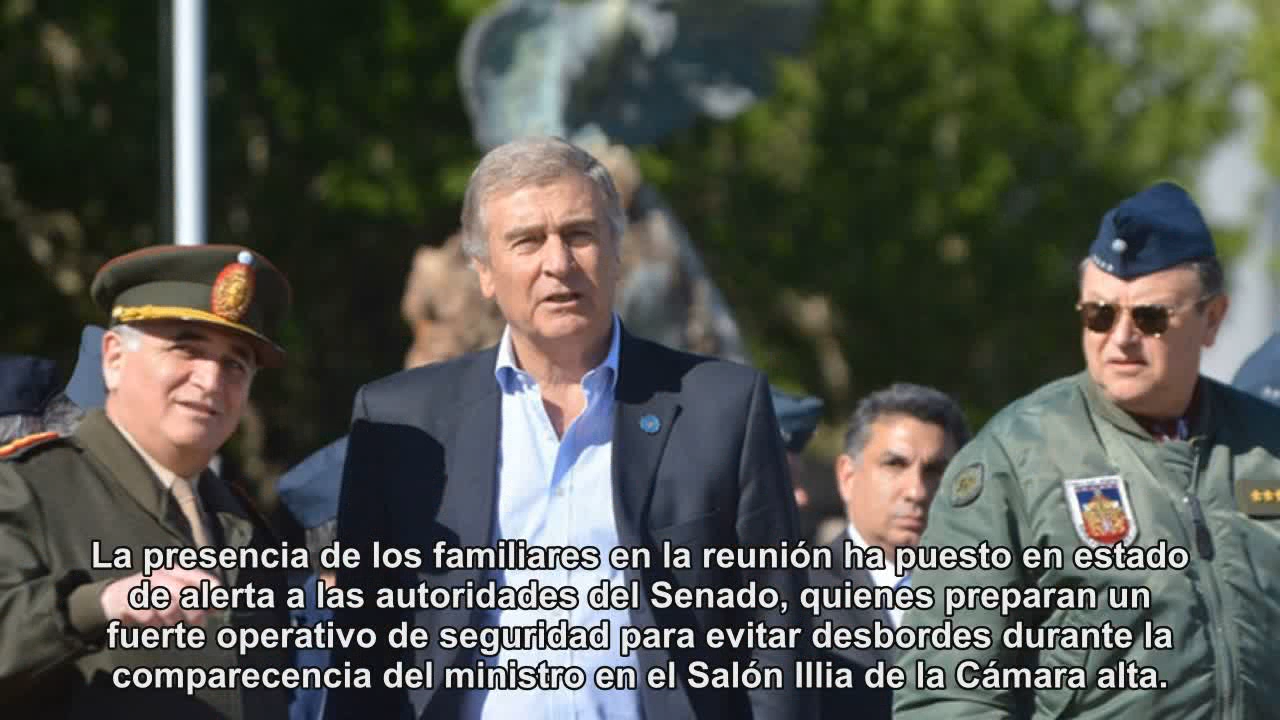 La presencia de los familiares en la reunión ha puesto en estado
de alerta a las autoridades del Senado, quienes preparan un
fuerte operativo de seguridad para evitar desbordes durante la
comparecencia del ministro en el Salón Illia de la Cámara alta.